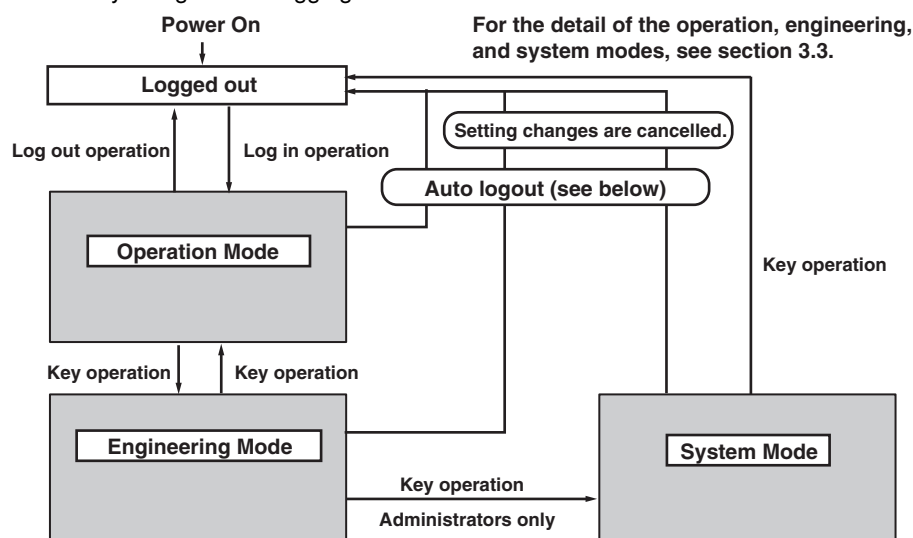 Power On
For the detail of the operation, engineering,
and system modes, see section 3.3.
Logged out
Setting changes are cancelled.
Log out operation
Log in operation
Auto logout (see below)
Operation Mode
Key operation
Key operation
Key operation
Engineering Mode
System Mode
Key operation
Administrators only